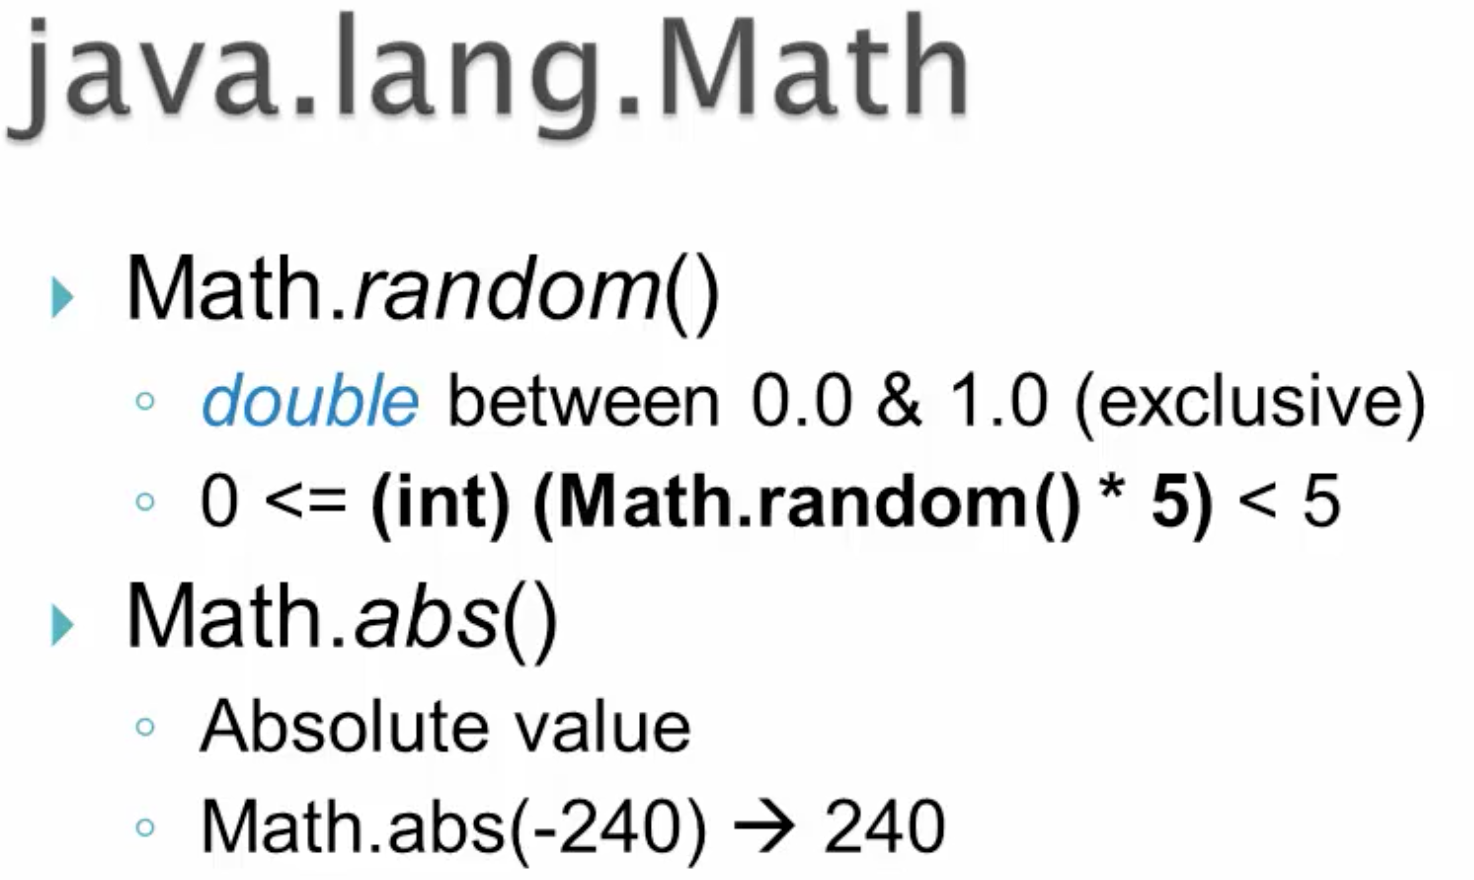 java.lang.Math
Math.random()
double between 0.0 & 1.0 (exclusive)
0 <= (int) (Math.random() * 5) < 5
Math.abs()
Absolute value
Math.abs(-240) → 240